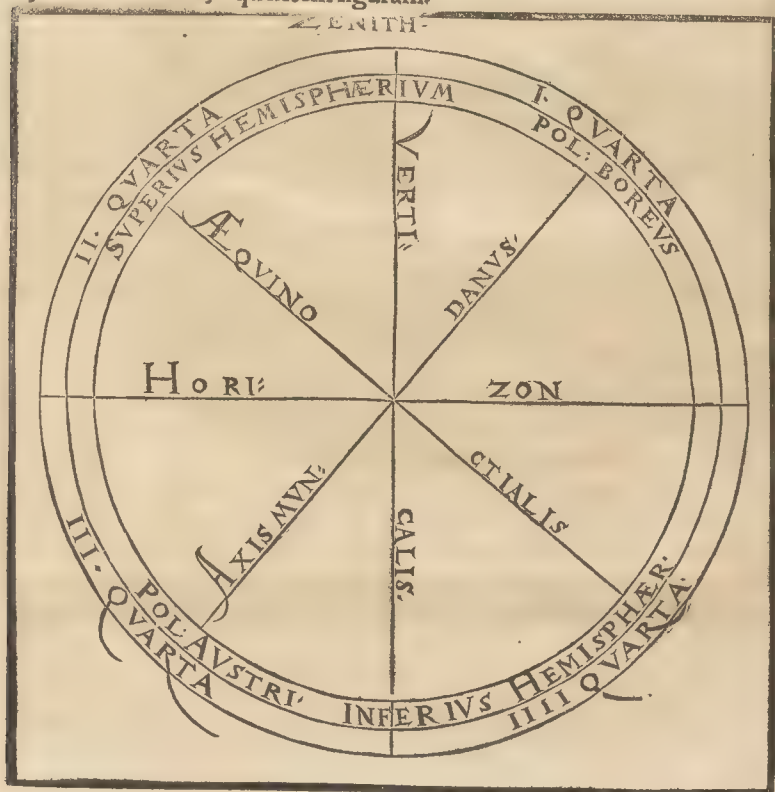 ZENITH-
I. QVARTA
II. QVARTA
SVPERIVS HEMISPHÆRIVM
POL: BOREVS
VERTI:
DANVS.
ÆQVINO
HORI:
ZON
CTIALIS
AXIS MVN:
CALIS.
III. QVARTA
POL: AVSTRI.
INFERIVS HEMISPHÆR.
IIII QVARTA.